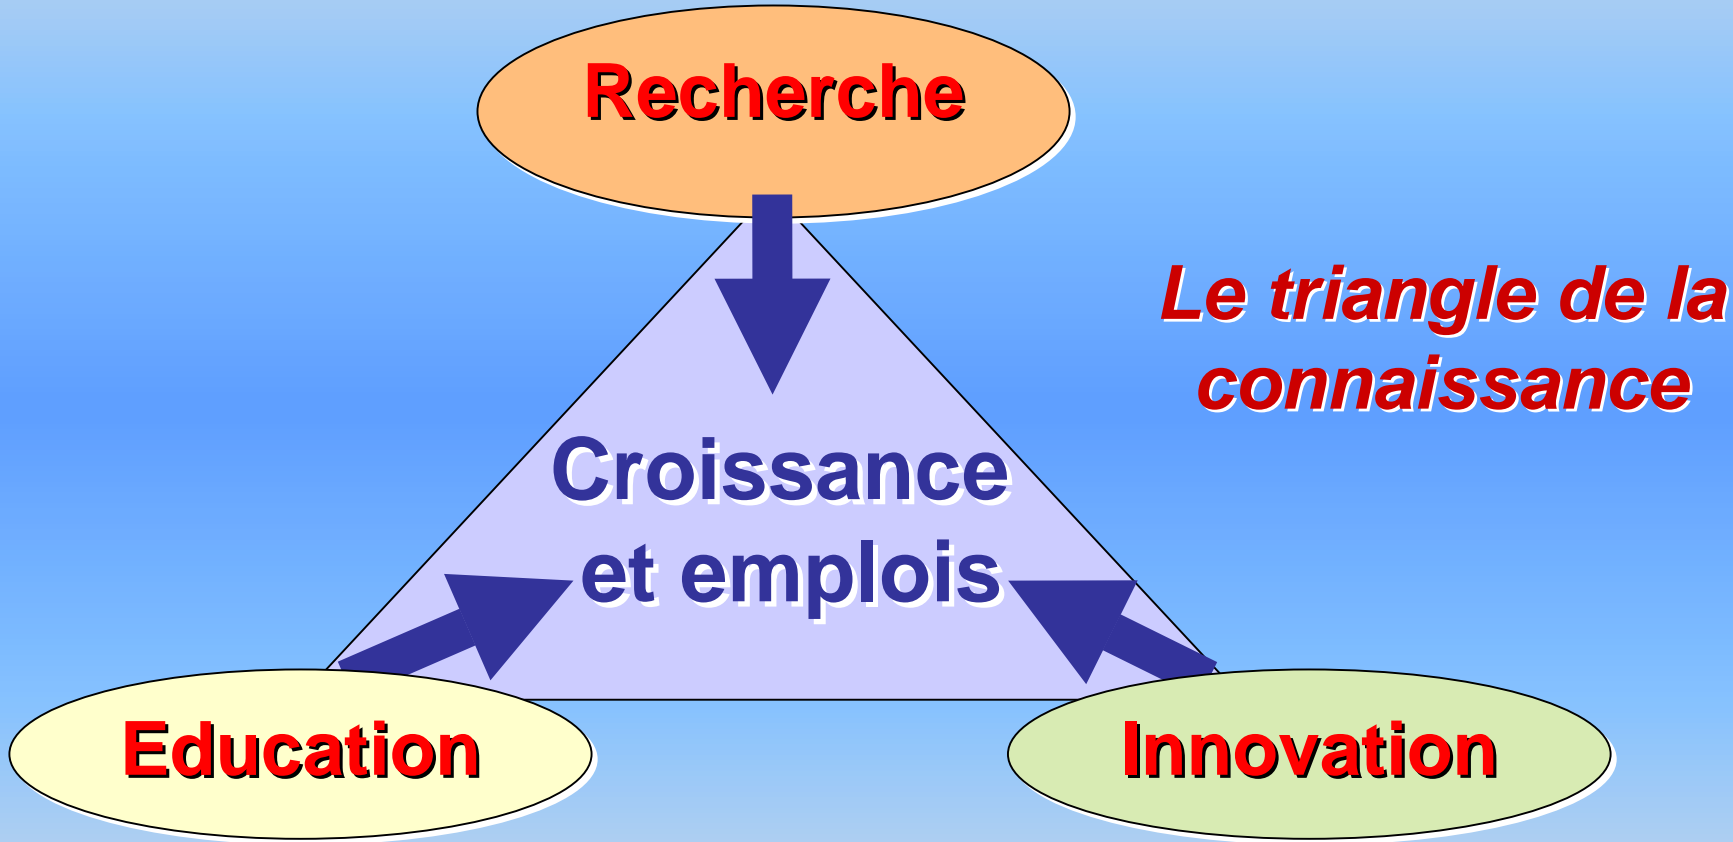 Recherche
Le triangle de la
connaissance
Croissance
et emplois
Education
Innovation